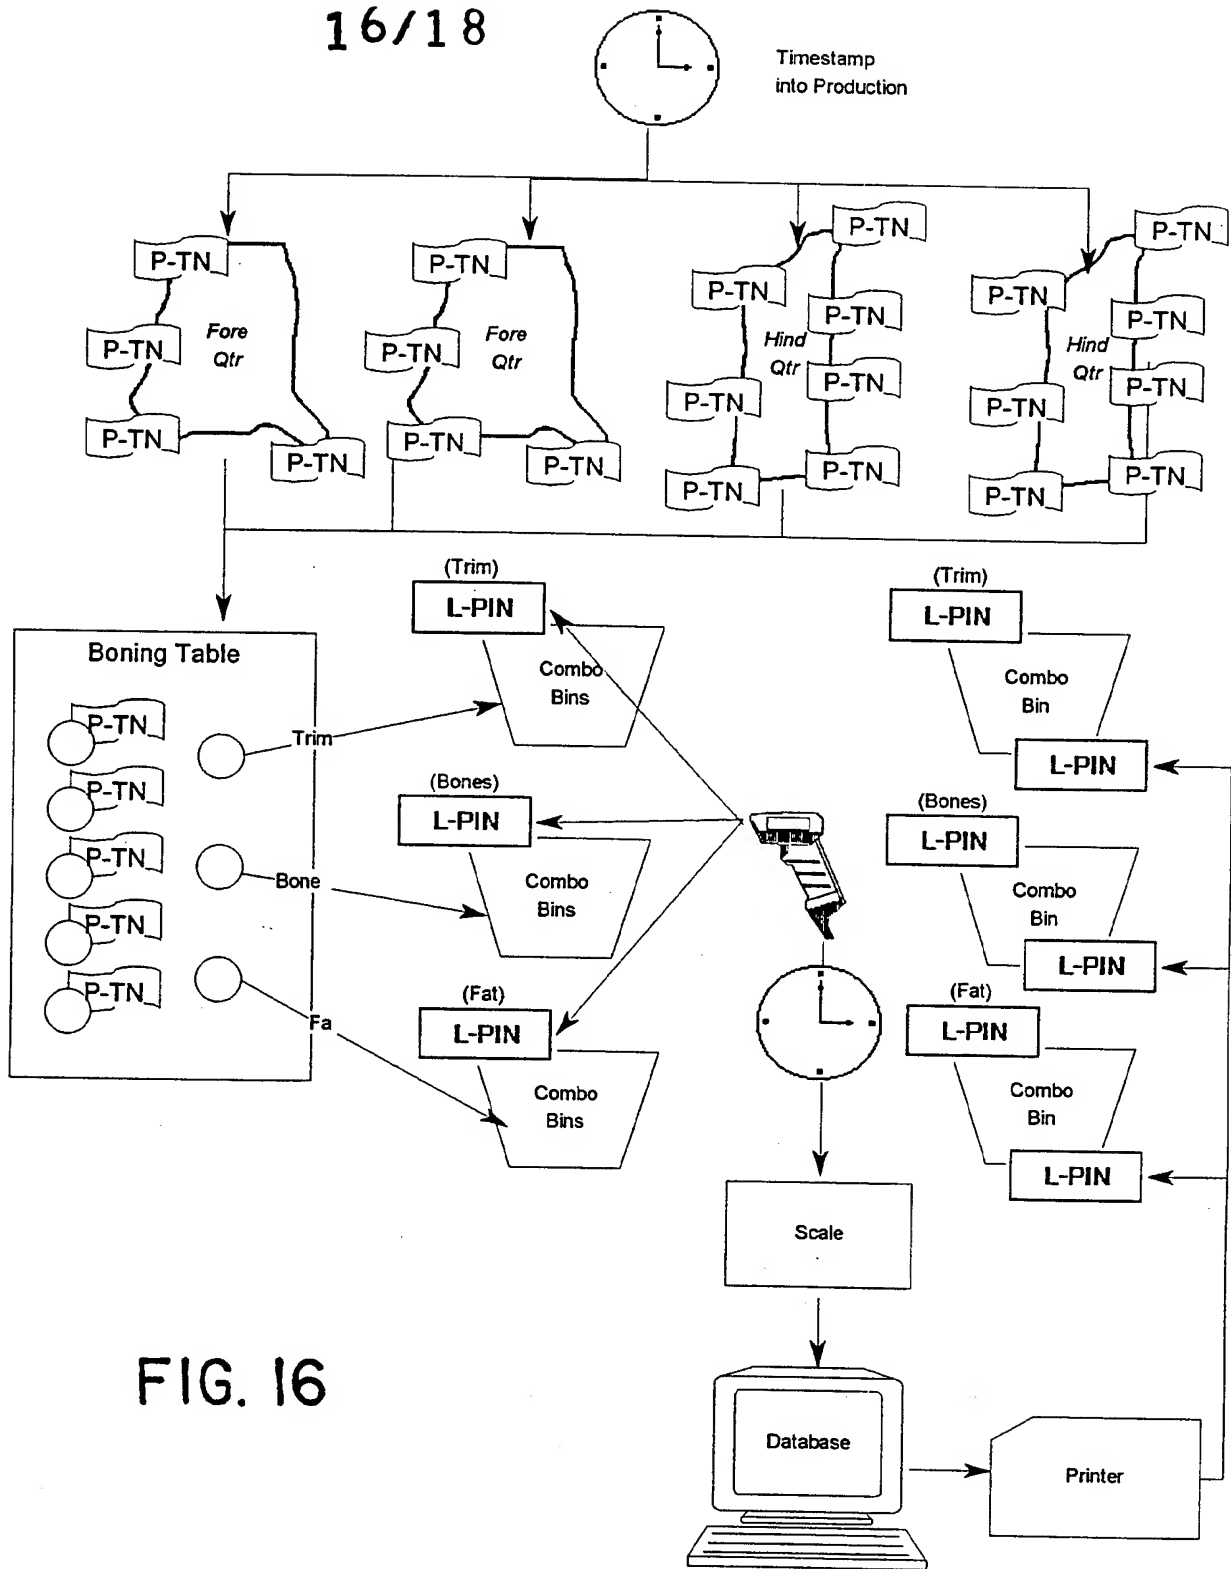 16/18
Timestamp
into Production
P-TN
P-TN
P-TN
P-TN
Fore
Qtr
P-TN
P-TN
P-TN
P-TN
Fore
Qtr
P-TN
P-TN
P-TN
P-TN
P-TN
P-TN
P-TN
Hind
Qtr
P-TN
P-TN
P-TN
P-TN
P-TN
P-TN
P-TN
Hind
Qtr
Boning Table
P-TN
P-TN
P-TN
P-TN
P-TN
Trim
Bone
Fa
(Trim)
L-PIN
Combo
Bins
(Bones)
L-PIN
Combo
Bins
(Fat)
L-PIN
Combo
Bins
(Trim)
L-PIN
Combo
Bin
L-PIN
(Bones)
L-PIN
Combo
Bin
L-PIN
(Fat)
L-PIN
Combo
Bin
L-PIN
Scale
Database
Printer
FIG. 16